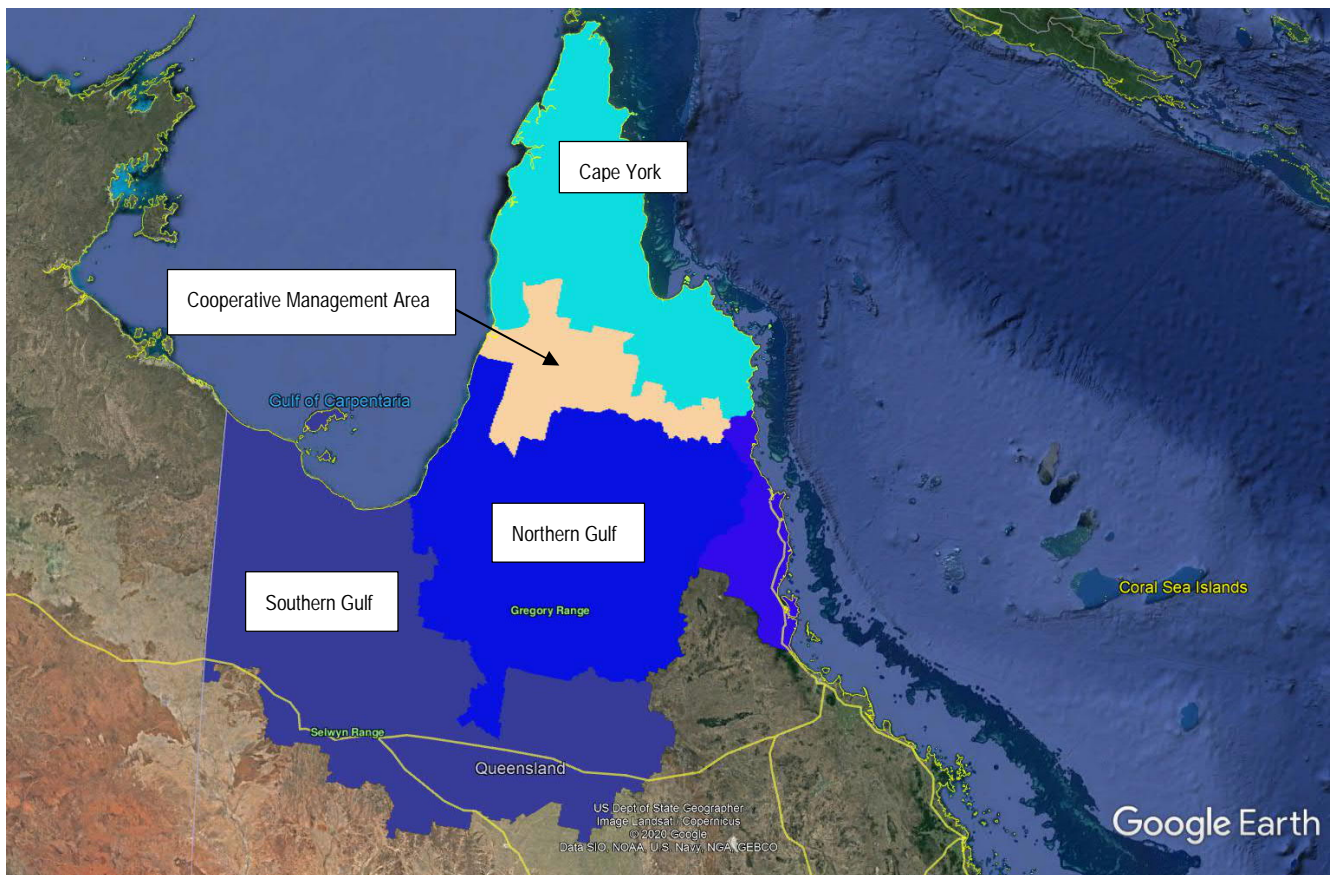 Cape York
Cooperative Management Area
Gulf of Carpentaria
Northern Gulf
Coral Sea Islands
Southern Gulf
Gregory Range
Selwyn Range
Queensland
US Dept of State Geographer
Image Landsat / Copernicus
© 2020 Google
Data SIO, NOAA, U.S. Navy, NGA, GEBCO
Google Earth